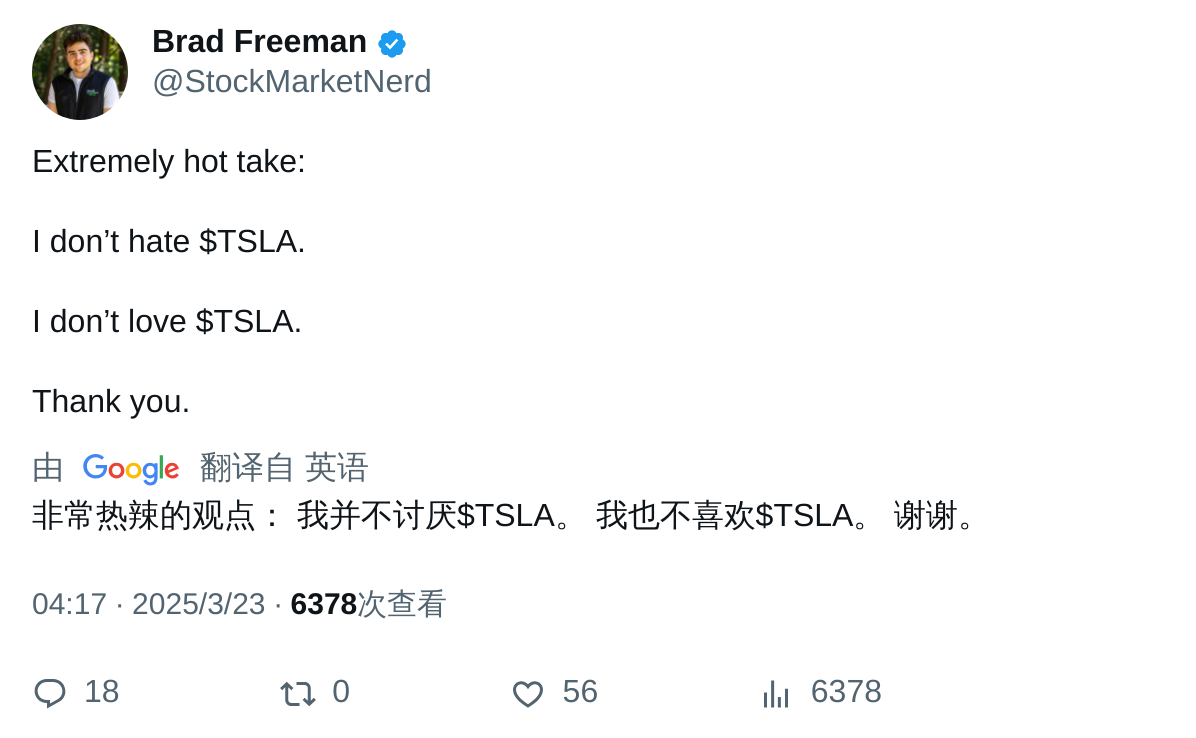 Brad Freeman
@StockMarketNerd
Extremely hot take:
I don’t hate $TSLA.
I don’t love $TSLA.
Thank you.
由 Google 翻译自 英语
非常热辣的观点： 我并不讨厌$TSLA。 我也不喜欢$TSLA。 谢谢。
04:17 · 2025/3/23 · 6378次查看
18 0 56 6378